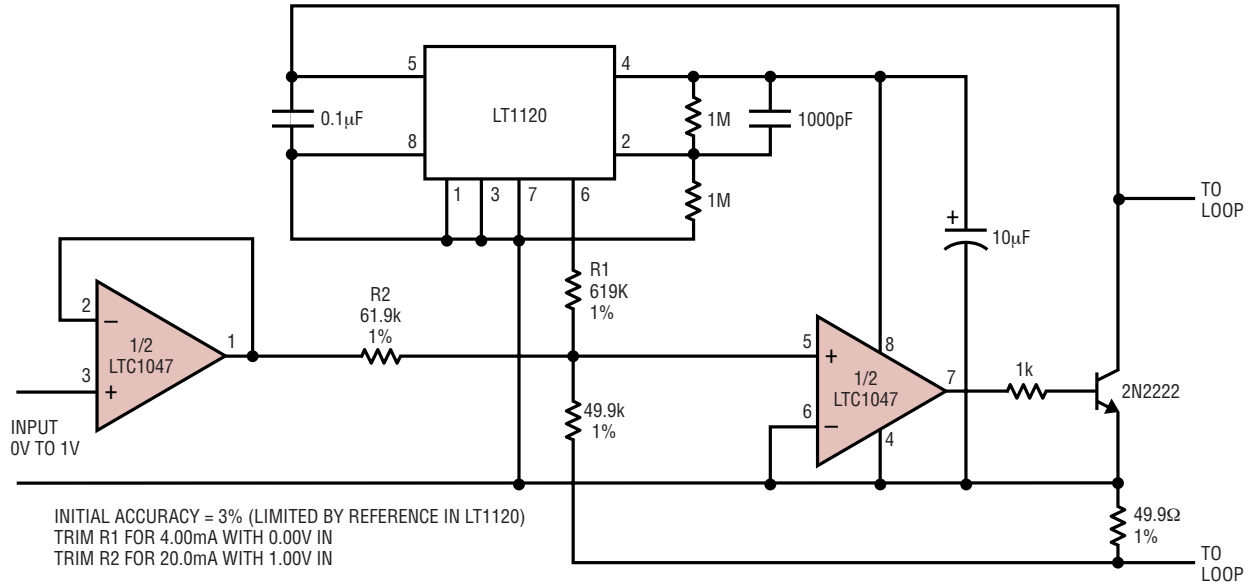 5
4
0.1µF
LT1120
1M
1000pF
8
2
1
3
7
6
1M
TO
LOOP
+
10µF
R1
619K
1%
R2
61.9k
1%
2
−
1/2
LTC1047
1
3
+
INPUT
0V TO 1V
5
+
8
1/2
LTC1047
7
1k
2N2222
6
−
4
49.9k
1%
INITIAL ACCURACY = 3% (LIMITED BY REFERENCE IN LT1120)
TRIM R1 FOR 4.00mA WITH 0.00V IN
TRIM R2 FOR 20.0mA WITH 1.00V IN
49.9Ω
1%
TO
LOOP